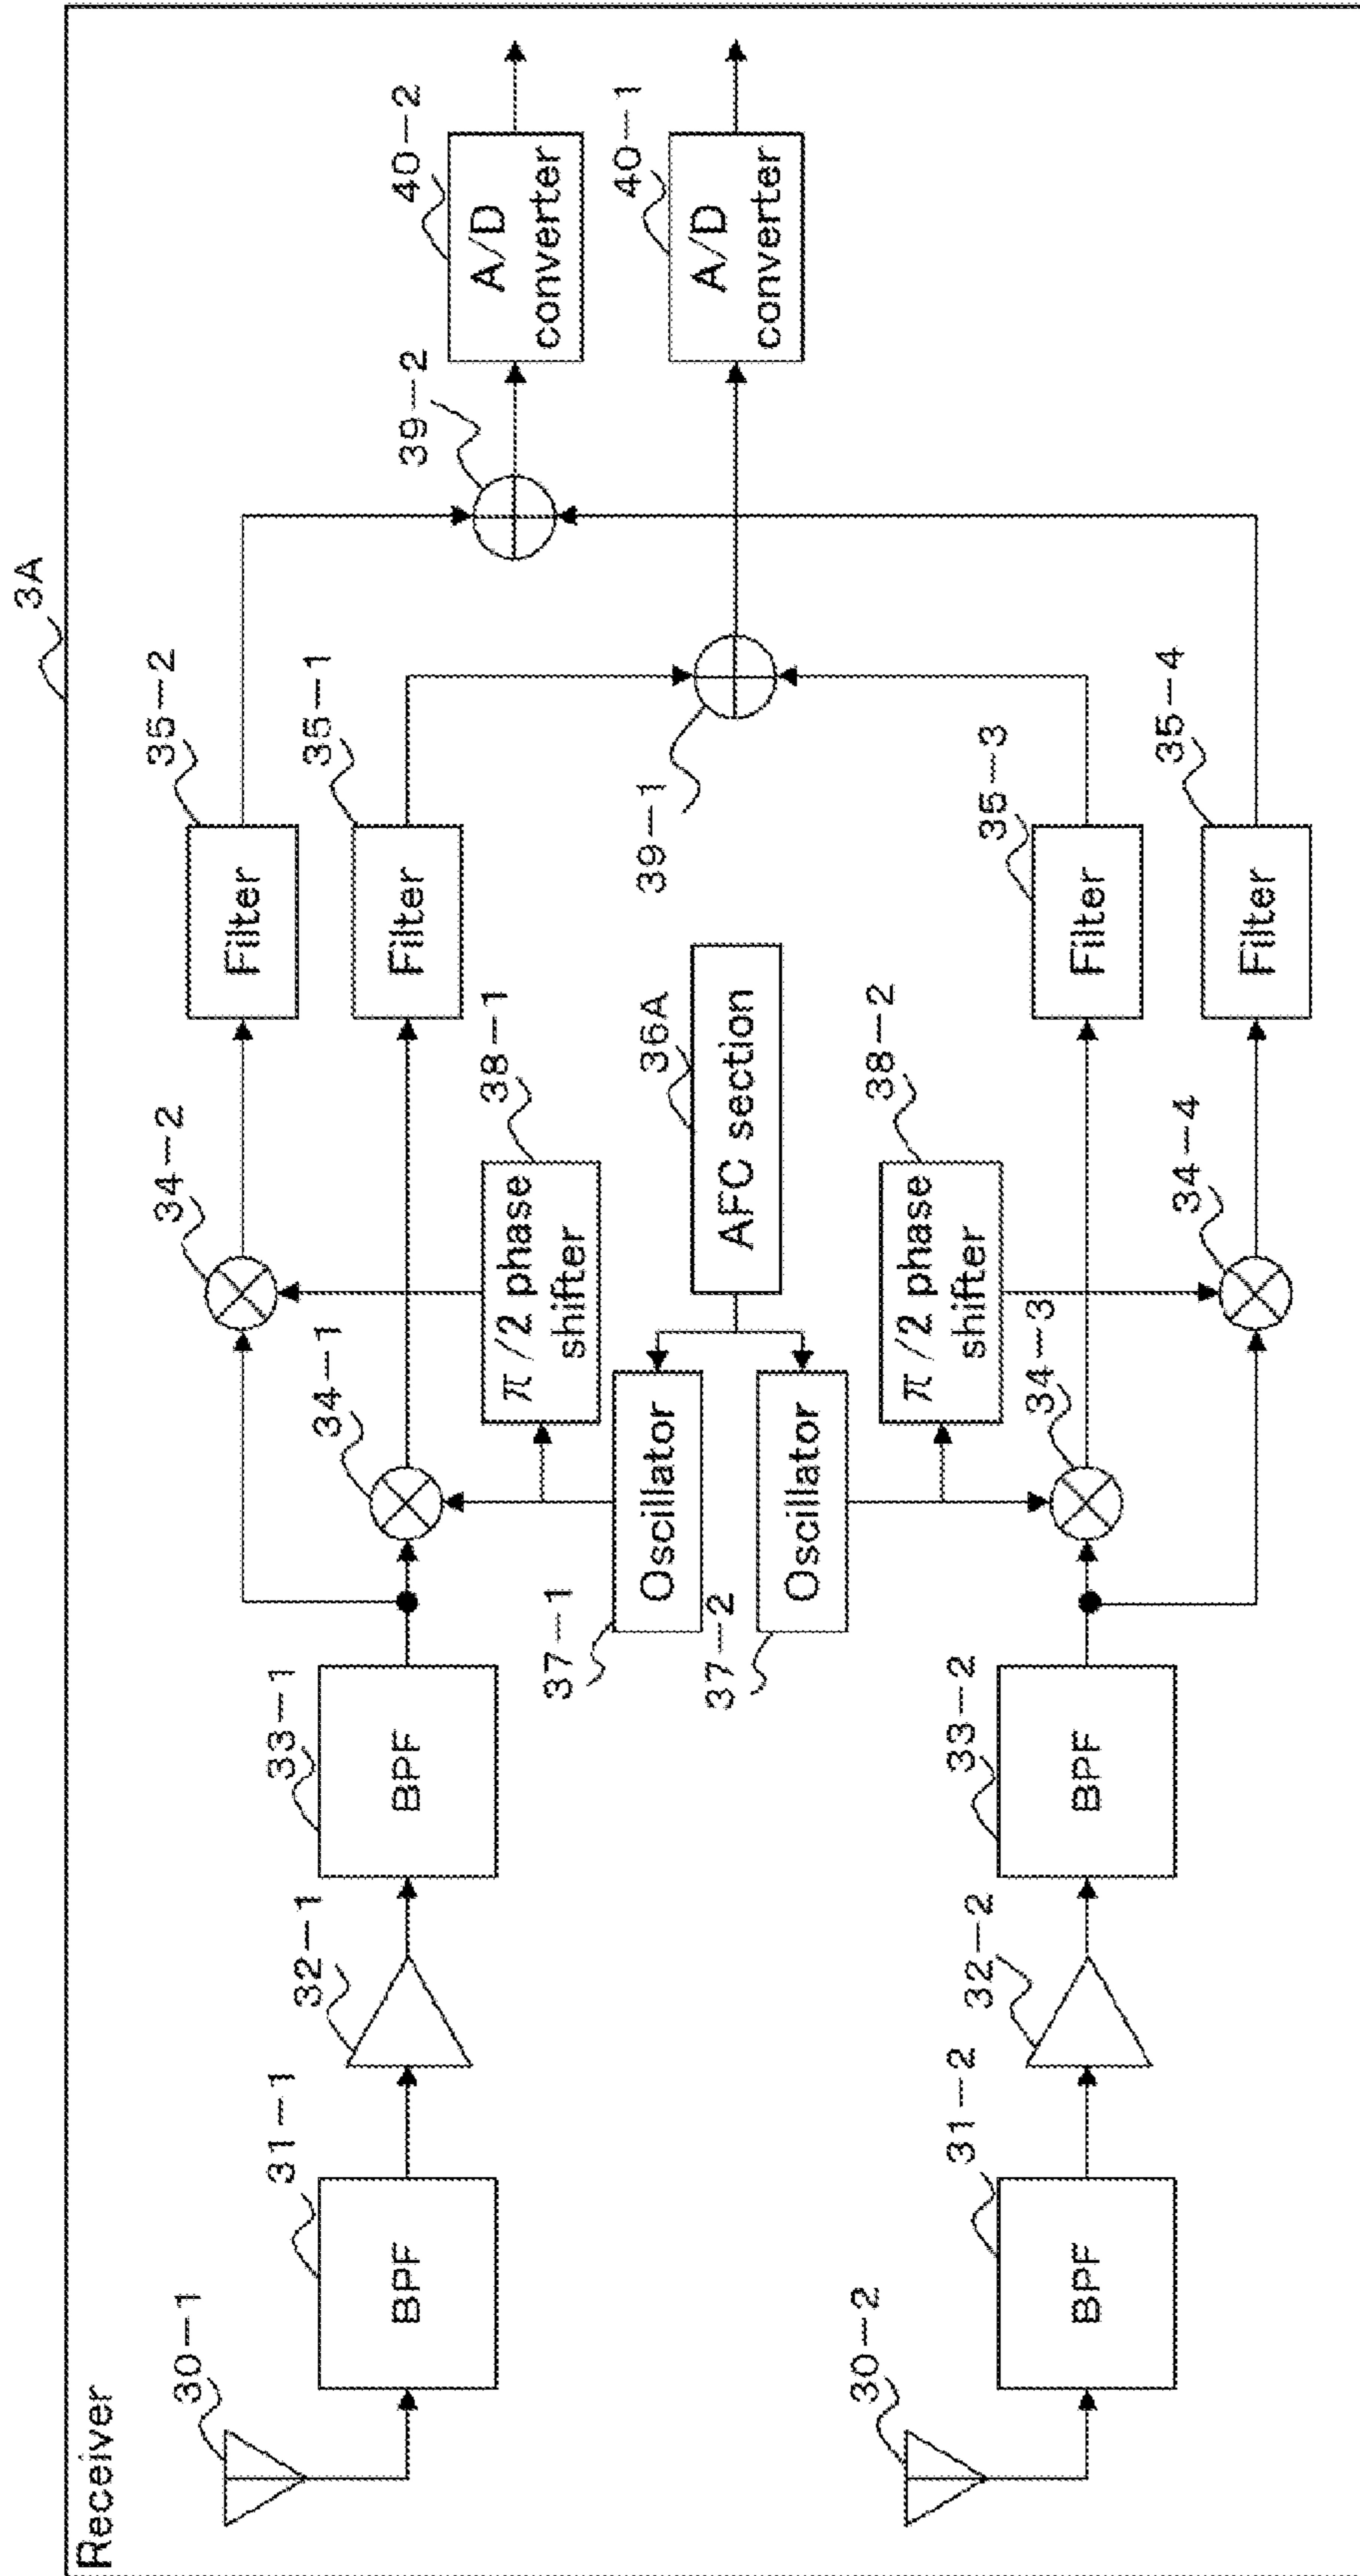 Receiver
3A
30-1
31-1
BPF
32-1
33-1
BPF
34-1
34-2
35-2
Filter
35-1
Filter
37-1
Oscillator
38-1
π/2 phase
shifter
36A
AFC section
39-1
39-2
40-2
A/D
converter
40-1
A/D
converter
37-2
Oscillator
38-2
π/2 phase
shifter
30-2
31-2
BPF
32-2
33-2
BPF
34-3
34-4
35-3
Filter
35-4
Filter